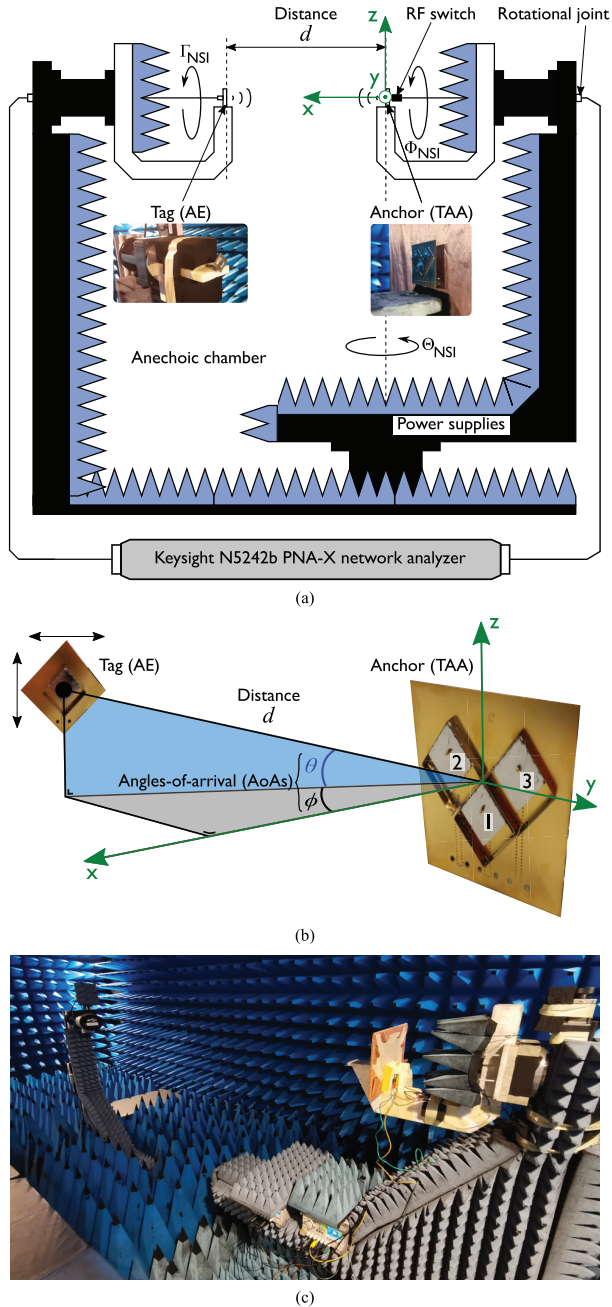 Distance
d
z
RF switch
Rotational joint
ΓNSI
y
x
ΦNSI
Tag (AE)
Anchor (TAA)
Anechoic chamber
ΘNSI
Power supplies
Keysight N5242b PNA-X network analyzer
(a)
z
Tag (AE)
Anchor (TAA)
Distance
d
2
3
θ
Angles-of-arrival (AoAs)
y
ϕ
1
x
(b)
(c)